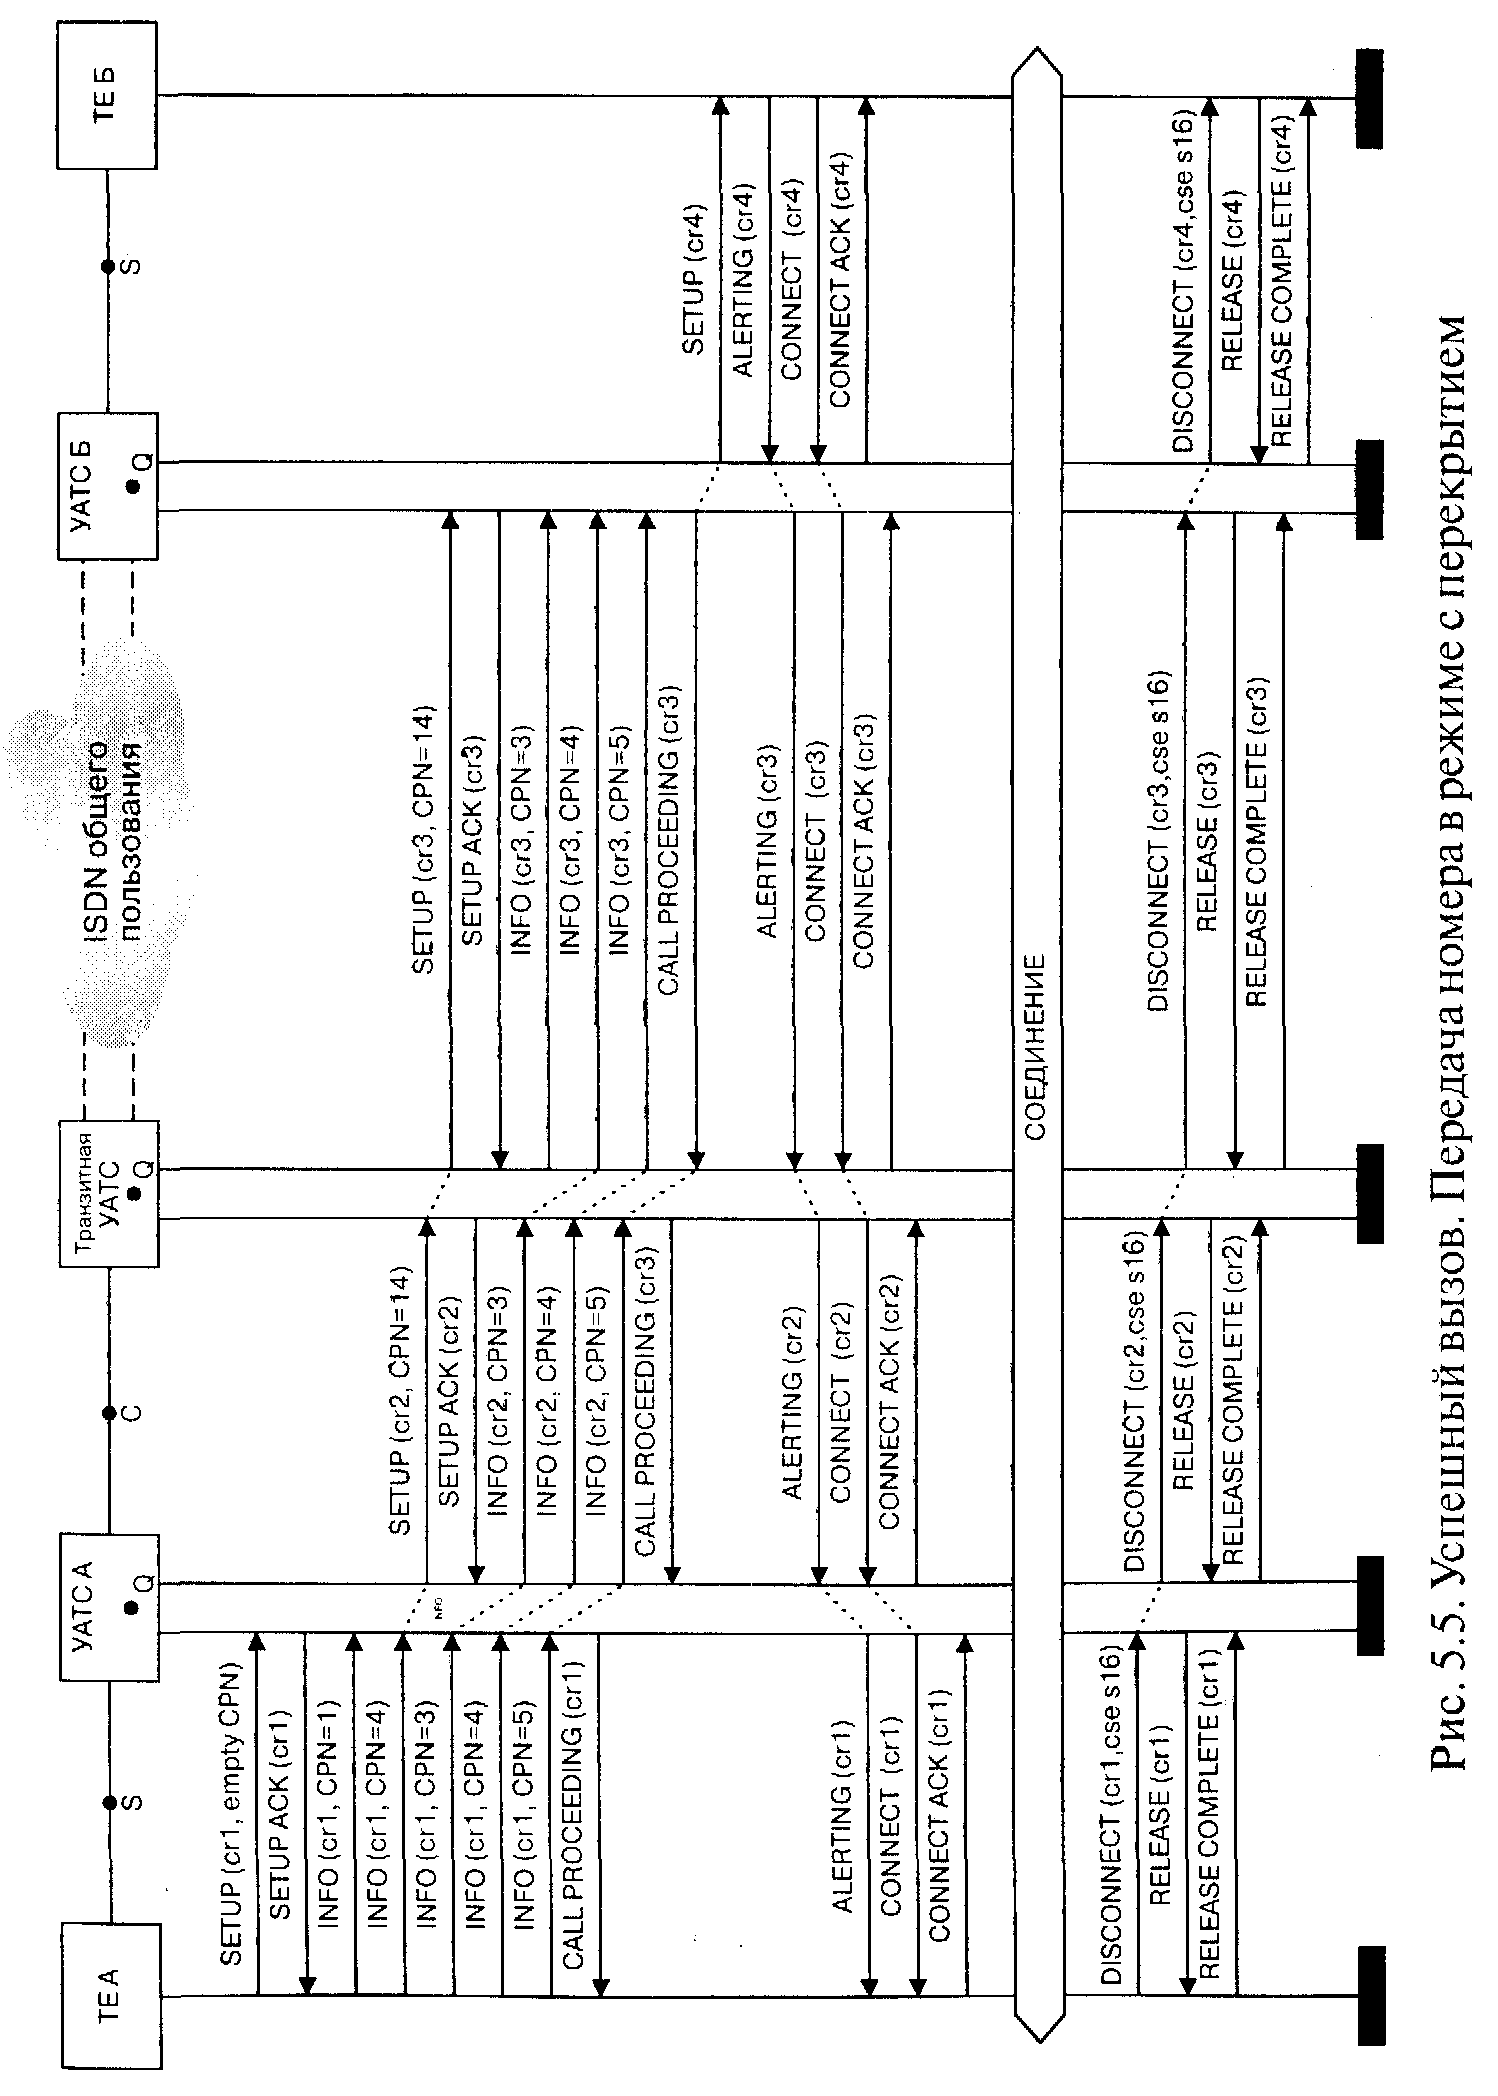 ТЕ А
S
УАТС А
Q
С
Транзитная
УАТС
Q
ISDN общего
пользования
УАТС Б
Q
S
ТЕ Б
SETUP (cr1, empty CPN)
SETUP ACK (cr1)
INFO (cr1, CPN=1)
INFO (cr1, CPN=4)
INFO (cr1, CPN=3)
INFO (cr1, CPN=4)
INFO (cr1, CPN=5)
CALL PROCEEDING (cr1)
ALERTING (cr1)
CONNECT (cr1)
CONNECT ACK (cr1)
DISCONNECT (cr1,cse s16)
RELEASE (cr1)
RELEASE COMPLETE (cr1)
INFO
SETUP (cr2, CPN=14)
SETUP ACK (cr2)
INFO (cr2, CPN=3)
INFO (cr2, CPN=4)
INFO (cr2, CPN=5)
CALL PROCEEDING (cr3)
ALERTING (cr2)
CONNECT (cr2)
CONNECT ACK (cr2)
DISCONNECT (cr2,cse s16)
RELEASE (cr2)
RELEASE COMPLETE (cr2)
SETUP (cr3, CPN=14)
SETUP ACK (cr3)
INFO (cr3, CPN=3)
INFO (cr3, CPN=4)
INFO (cr3, CPN=5)
CALL PROCEEDING (cr3)
ALERTING (cr3)
CONNECT (cr3)
CONNECT ACK (cr3)
СОЕДИНЕНИЕ
DISCONNECT (cr3,cse s16)
RELEASE (cr3)
RELEASE COMPLETE (cr3)
SETUP (cr4)
ALERTING (cr4)
CONNECT (cr4)
CONNECT ACK (cr4)
DISCONNECT (cr4,cse s16)
RELEASE (cr4)
RELEASE COMPLETE (cr4)
Рис. 5.5. Успешный вызов. Передача номера в режиме с перекрытием